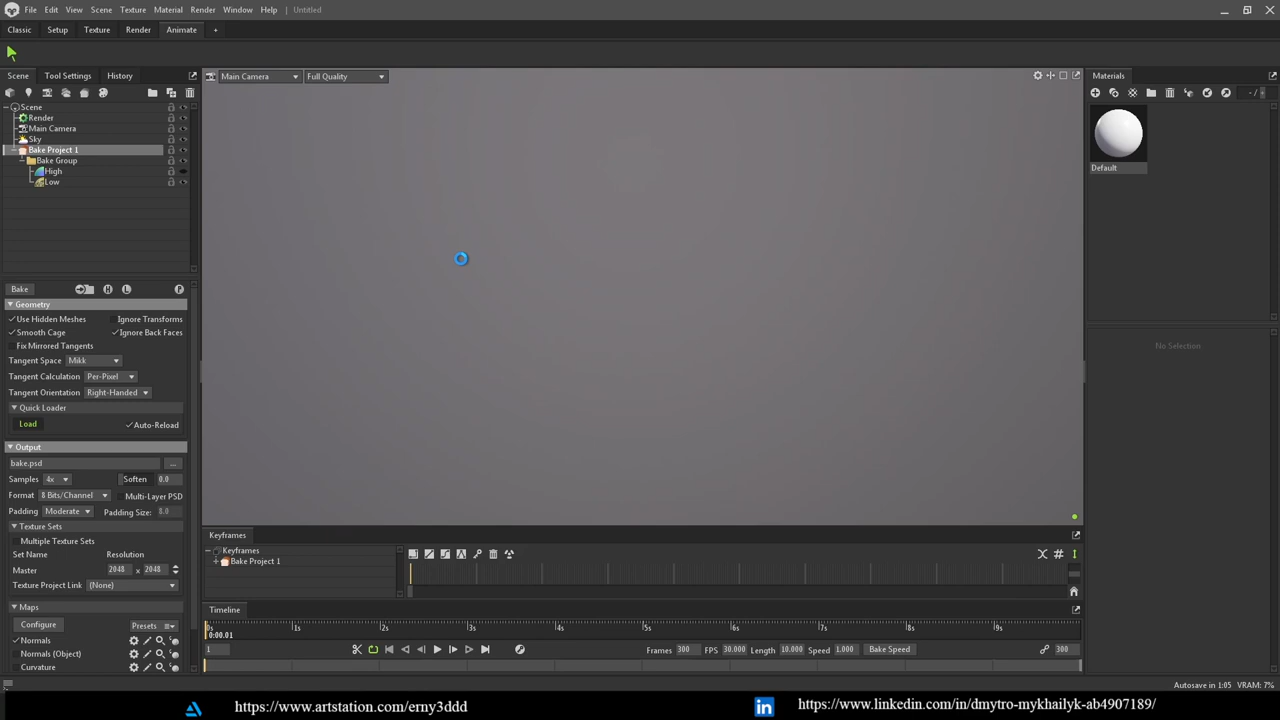 File Edit View Scene Texture Material Render Window Help Untitled
Classic Setup Texture Render Animate +
Scene Tool Settings History
Main Camera Full Quality
Materials
Scene
Render
Main Camera
Sky
Bake Project 1
Bake Group
High
Low
Default
Bake
Geometry
Use Hidden Meshes Ignore Transforms
Smooth Cage Ignore Back Faces
Fix Mirrored Tangents
Tangent Space Mikk
Tangent Calculation Per-Pixel
Tangent Orientation Right-Handed
Quick Loader
Load Auto-Reload
Output
bake.psd ...
Samples 4x Soften 0.0
Format 8 Bits/Channel Multi-Layer PSD
Padding Moderate Padding Size: 8.0
Texture Sets
Multiple Texture Sets
Set Name Resolution
Master 2048 x 2048
Texture Project Link (None)
Maps
Configure Presets
Normals
Normals (Object)
Curvature
No Selection
Keyframes
Keyframes
Bake Project 1
Timeline
0s 1s 2s 3s 4s 5s 6s 7s 8s 9s
0:00.01
1 Frames 300 FPS 30.000 Length 10.000 Speed 1.000 Bake Speed 300
Autosave in 1:05 VRAM: 7%
https://www.artstation.com/erny3ddd
https://www.linkedin.com/in/dmytro-mykhailyk-ab4907189/